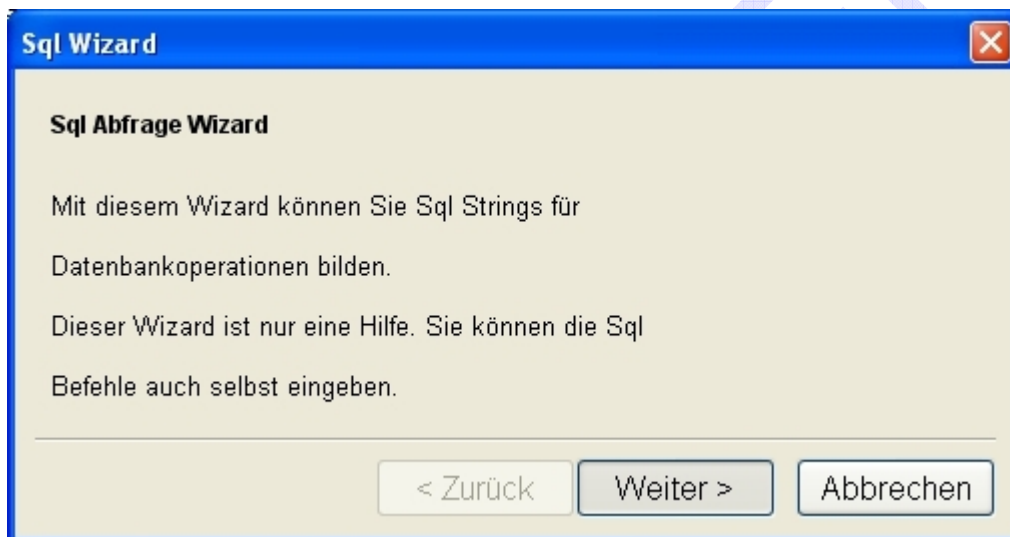 Sql Wizard
Sql Abfrage Wizard
Mit diesem Wizard können Sie Sql Strings für
Datenbankoperationen bilden.
Dieser Wizard ist nur eine Hilfe. Sie können die Sql
Befehle auch selbst eingeben.
< Zurück Weiter > Abbrechen